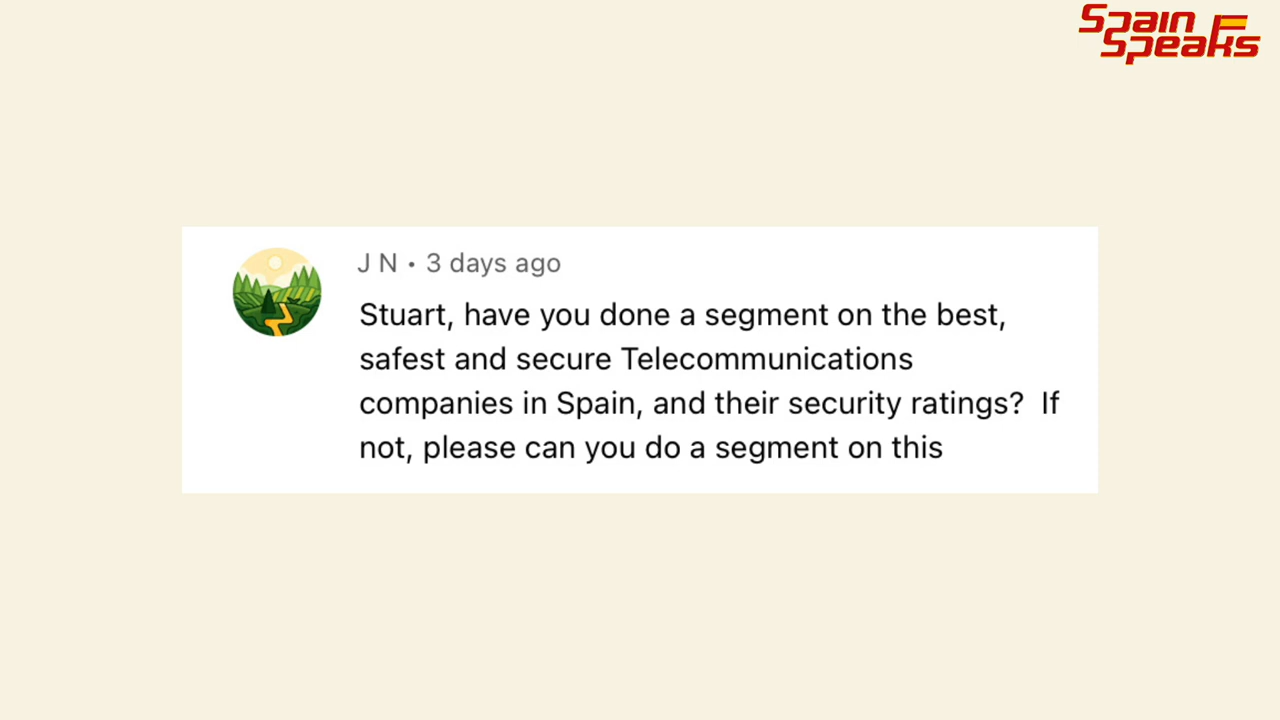 Spain
Speaks
J N • 3 days ago
Stuart, have you done a segment on the best,
safest and secure Telecommunications
companies in Spain, and their security ratings?  If
not, please can you do a segment on this